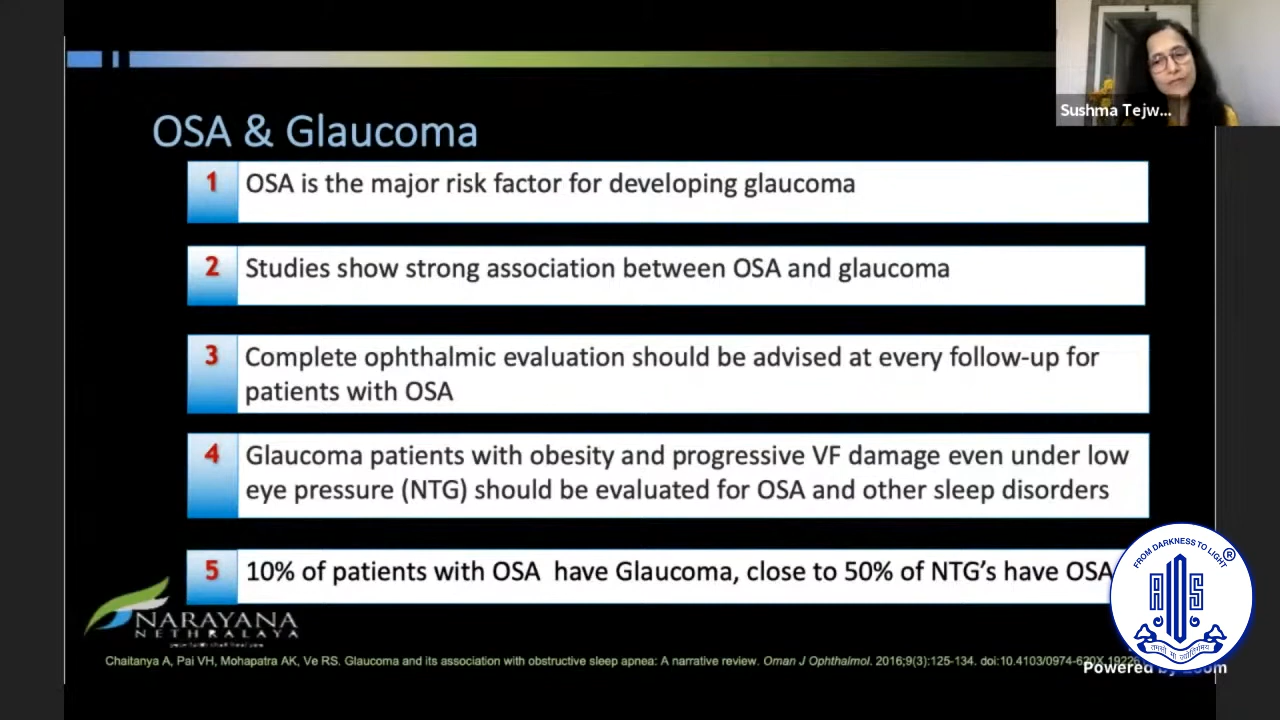 Sushma Tejw...
OSA & Glaucoma
1 OSA is the major risk factor for developing glaucoma
2 Studies show strong association between OSA and glaucoma
3 Complete ophthalmic evaluation should be advised at every follow-up for
patients with OSA
4 Glaucoma patients with obesity and progressive VF damage even under low
eye pressure (NTG) should be evaluated for OSA and other sleep disorders
5 10% of patients with OSA have Glaucoma, close to 50% of NTG's have OSA
FROM DARKNESS TO LIGHT ®
AIOS
तमसो मा ज्योतिर्गमय
NARAYANA
NETHRALAYA
Chaitanya A, Pai VH, Mohapatra AK, Ve RS. Glaucoma and its association with obstructive sleep apnea: A narrative review. Oman J Ophthalmol. 2016;9(3):125-134. doi:10.4103/0974-620X.1922
Powered by Zoom